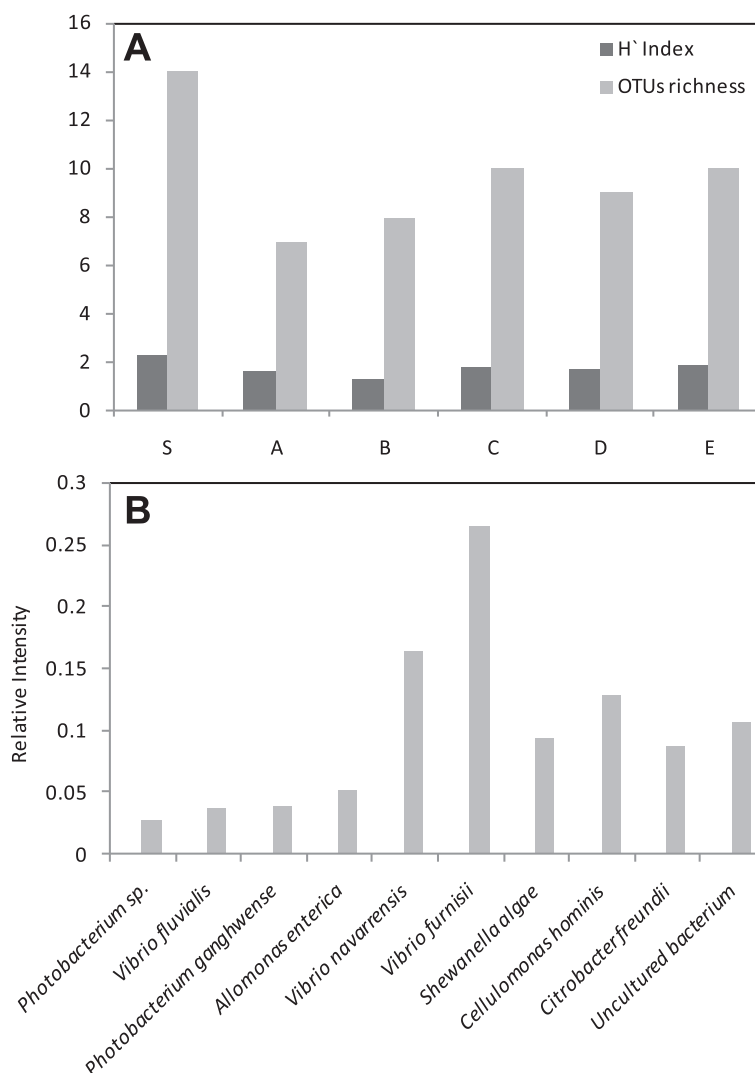 A
H` Index
OTUs richness
16
14
12
10
8
6
4
2
0
S A B C D E
B
Relative Intensity
0.3
0.25
0.2
0.15
0.1
0.05
0
Photobacterium sp.
Vibrio fluvialis
Photobacterium ganghwense
Allomonas enterica
Vibrio navarrensis
Vibrio furnisii
Shewanella algae
Cellulomonas hominis
Citrobacter freundii
Uncultured bacterium